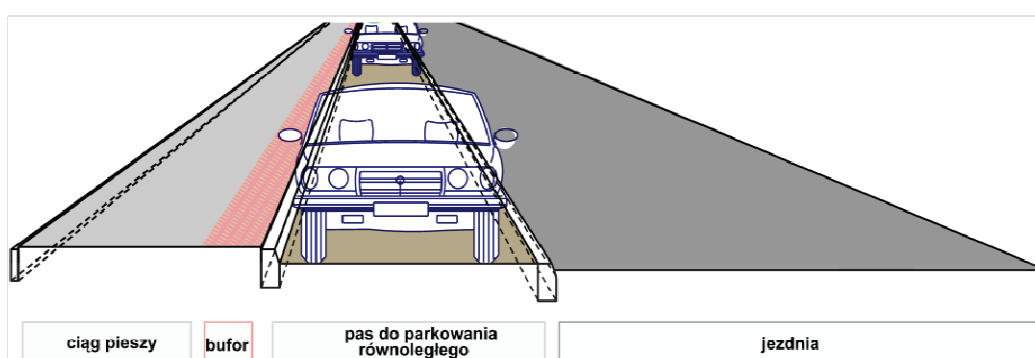 ciąg pieszy
bufor
pas do parkowania
równoległego
jezdnia